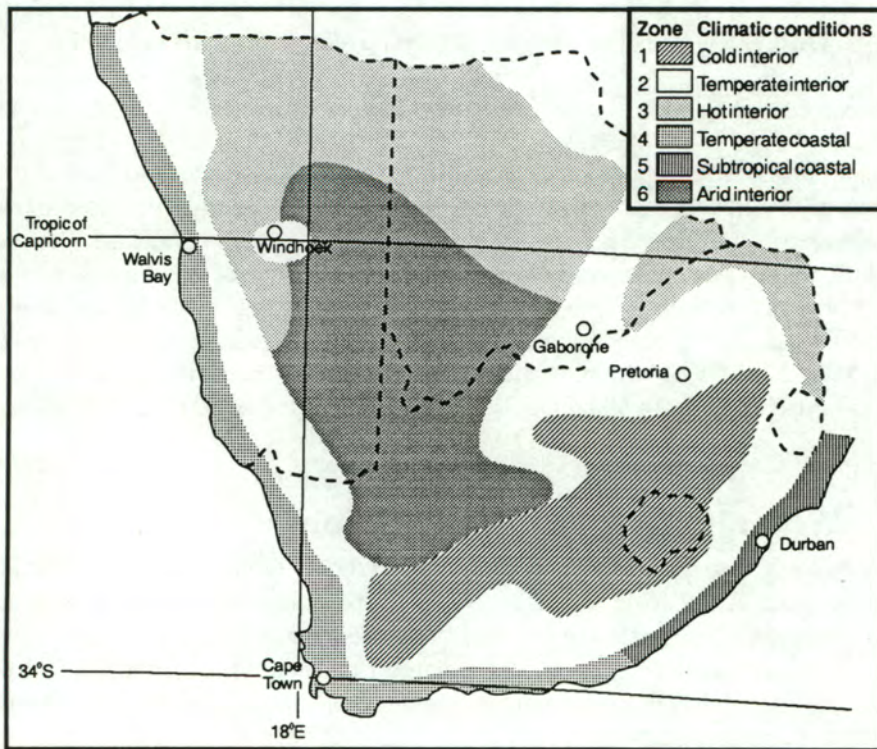 Zone Climatic conditions
1 Cold interior
2 Temperate interior
3 Hot interior
4 Temperate coastal
5 Subtropical coastal
6 Arid interior
Tropic of
Capricorn
Windhoek
Walvis
Bay
Gaborone
Pretoria
Durban
34°S
Cape
Town
18°E